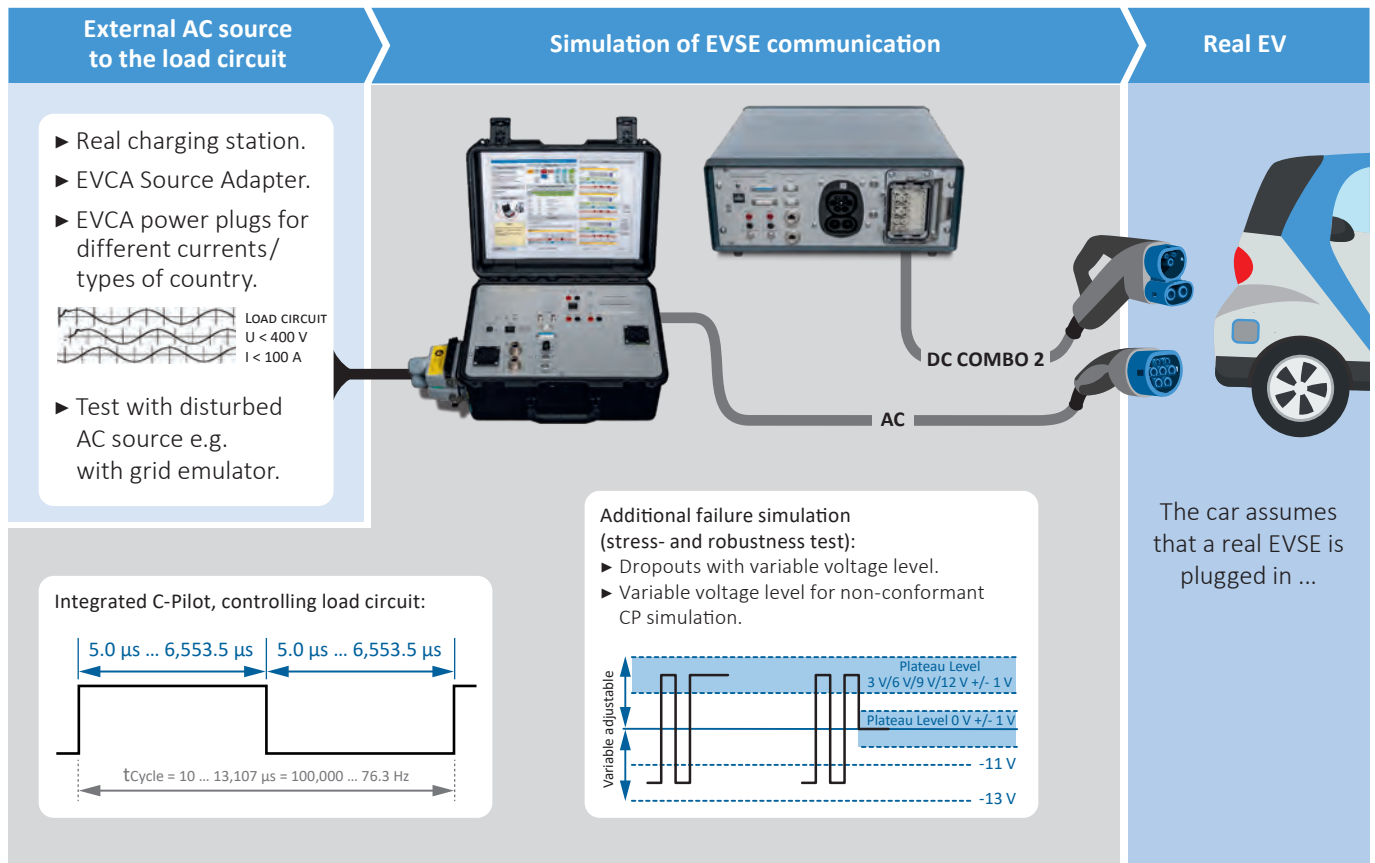 External AC source
to the load circuit
Simulation of EVSE communication
Real EV
► Real charging station.
► EVCA Source Adapter.
► EVCA power plugs for
different currents/
types of country.
LOAD CIRCUIT
U < 400 V
I < 100 A
► Test with disturbed
AC source e.g.
with grid emulator.
DC COMBO 2
AC
The car assumes
that a real EVSE is
plugged in ...
Integrated C-Pilot, controlling load circuit:
5.0 µs ... 6,553.5 µs
5.0 µs ... 6,553.5 µs
tCycle = 10 ... 13,107 µs = 100,000 ... 76.3 Hz
Additional failure simulation
(stress- and robustness test):
► Dropouts with variable voltage level.
► Variable voltage level for non-conformant
CP simulation.
Variable adjustable
Plateau Level
3 V/6 V/9 V/12 V +/- 1 V
Plateau Level 0 V +/- 1 V
-11 V
-13 V